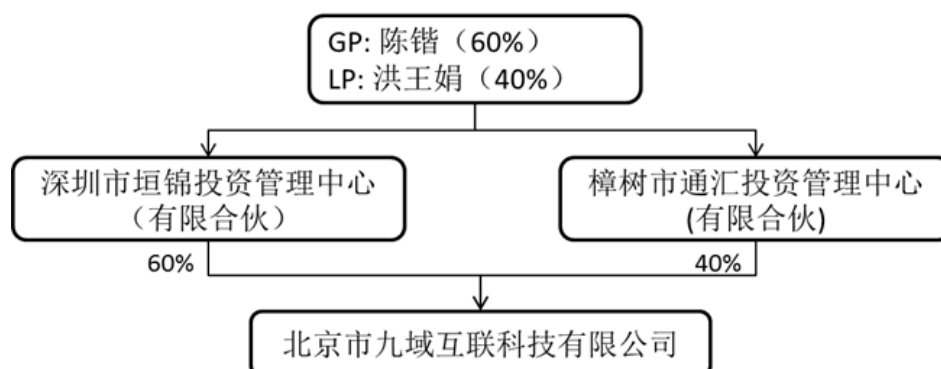 GP: 陈锴（60%）
LP: 洪王娟（40%）
深圳市垣锦投资管理中心
（有限合伙）
樟树市通汇投资管理中心
(有限合伙)
60%
40%
北京市九域互联科技有限公司